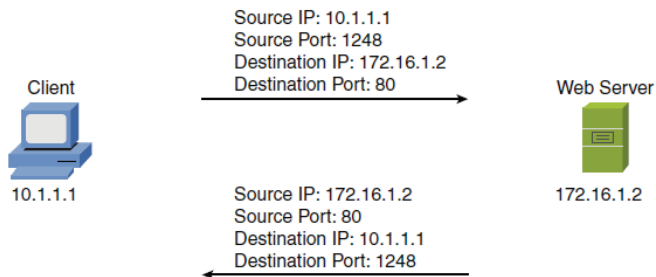 Source IP: 10.1.1.1
Source Port: 1248
Destination IP: 172.16.1.2
Destination Port: 80
Client
Web Server
10.1.1.1
172.16.1.2
Source IP: 172.16.1.2
Source Port: 80
Destination IP: 10.1.1.1
Destination Port: 1248